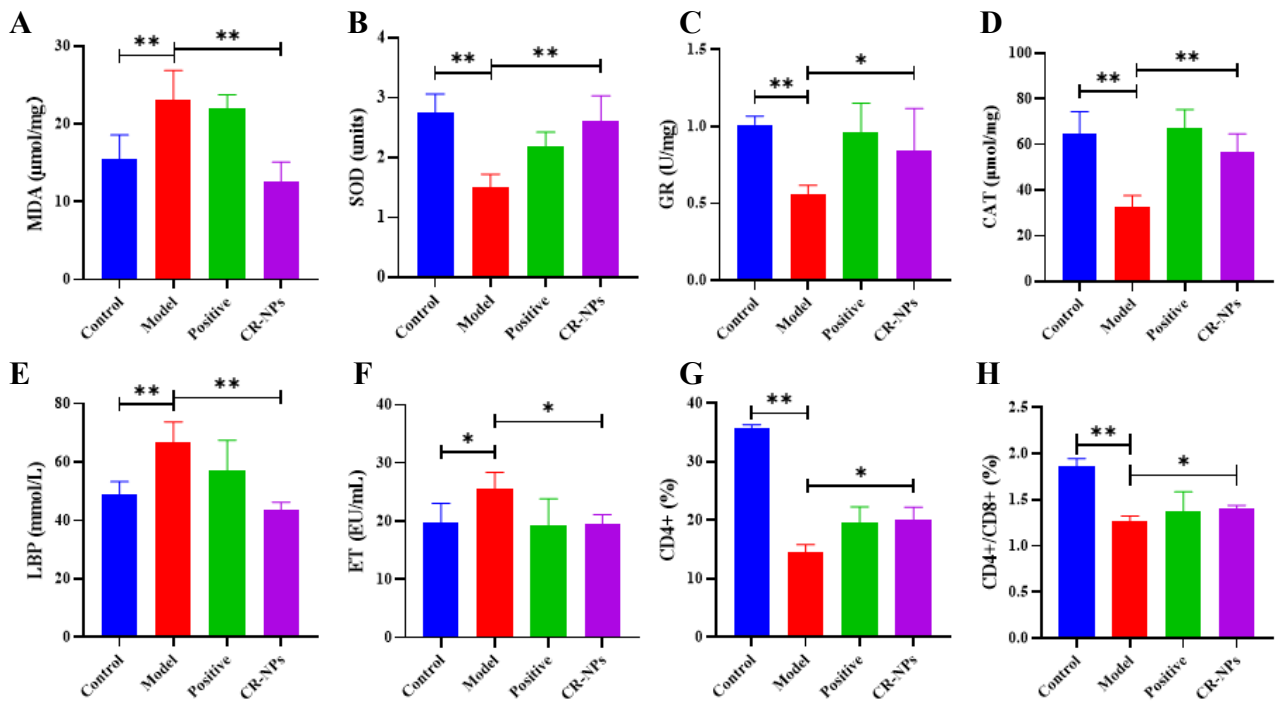 A
MDA (μmol/mg)
30
20
10
0
** **
Control Model Positive CR-NPs
B
SOD (units)
4
3
2
1
0
** **
Control Model Positive CR-NPs
C
GR (U/mg)
1.5
1.0
0.5
0.0
** *
Control Model Positive CR-NPs
D
CAT (μmol/mg)
100
80
60
40
20
0
** **
Control Model Positive CR-NPs
E
LBP (mmol/L)
80
60
40
20
0
** **
Control Model Positive CR-NPs
F
ET (EU/mL)
40
30
20
10
0
* *
Control Model Positive CR-NPs
G
CD4+ (%)
40
30
20
10
0
** *
Control Model Positive CR-NPs
H
CD4+/CD8+ (%)
2.5
2.0
1.5
1.0
0.5
0.0
** *
Control Model Positive CR-NPs